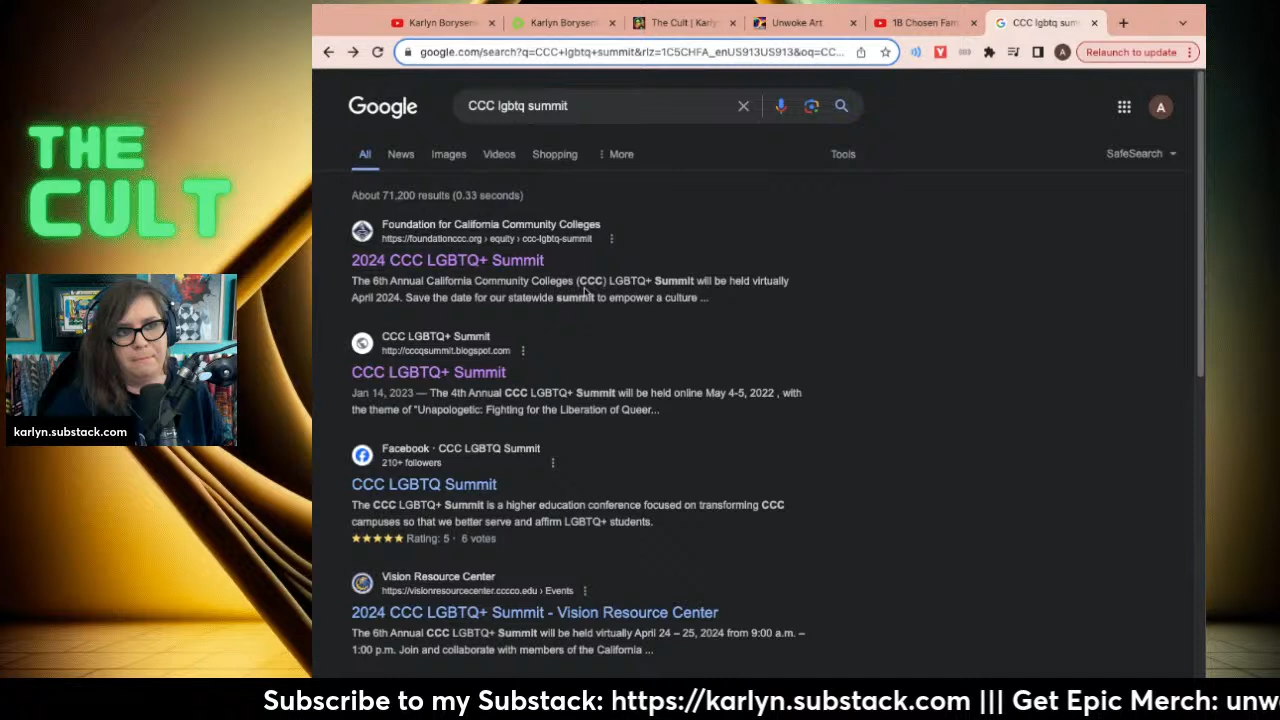 THE
CULT
karlyn.substack.com
Karlyn Borysen
Karlyn Borysen
The Cult | Karly
Unwoke Art
1B Chosen Fam
CCC lgbtq sum
google.com/search?q=CCC+lgbtq+summit&rlz=1C5CHFA_enUS913US913&oq=CC...
A
Relaunch to update
Google
CCC lgbtq summit
A
All
News
Images
Videos
Shopping
More
Tools
SafeSearch
About 71,200 results (0.33 seconds)
Foundation for California Community Colleges
https://foundationccc.org › equity › ccc-lgbtq-summit
2024 CCC LGBTQ+ Summit
The 6th Annual California Community Colleges (CCC) LGBTQ+ Summit will be held virtually
April 2024. Save the date for our statewide summit to empower a culture ...
CCC LGBTQ+ Summit
http://cccqsummit.blogspot.com
CCC LGBTQ+ Summit
Jan 14, 2023 — The 4th Annual CCC LGBTQ+ Summit will be held online May 4-5, 2022 , with
the theme of "Unapologetic: Fighting for the Liberation of Queer...
Facebook · CCC LGBTQ Summit
210+ followers
CCC LGBTQ Summit
The CCC LGBTQ+ Summit is a higher education conference focused on transforming CCC
campuses so that we better serve and affirm LGBTQ+ students.
Rating: 5 · 6 votes
Vision Resource Center
https://visionresourcecenter.cccco.edu › Events
2024 CCC LGBTQ+ Summit - Vision Resource Center
The 6th Annual CCC LGBTQ+ Summit will be held virtually April 24 – 25, 2024 from 9:00 a.m. –
1:00 p.m. Join and collaborate with members of the California ...
Subscribe to my Substack: https://karlyn.substack.com ||| Get Epic Merch: unw